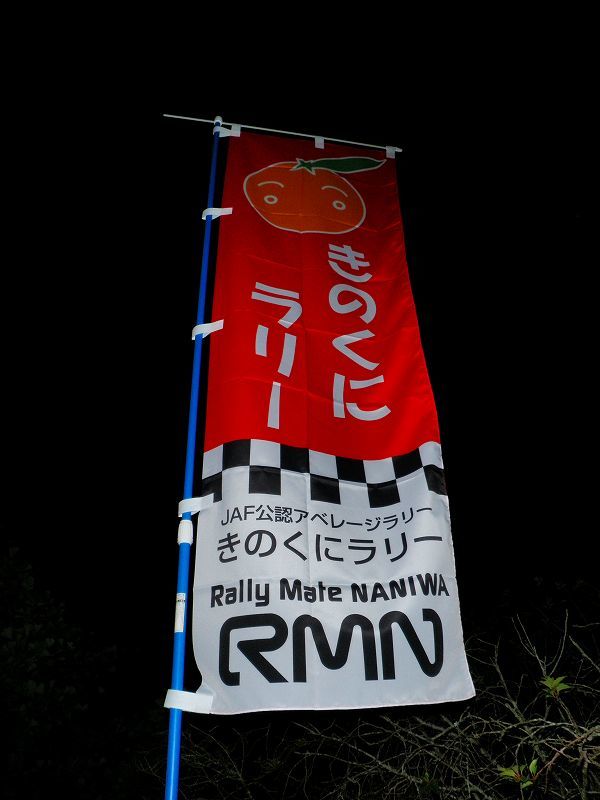 きのくに
ラリー
JAF公認アベレージラリー
きのくにラリー
Rally Mate NANIWA
RMN